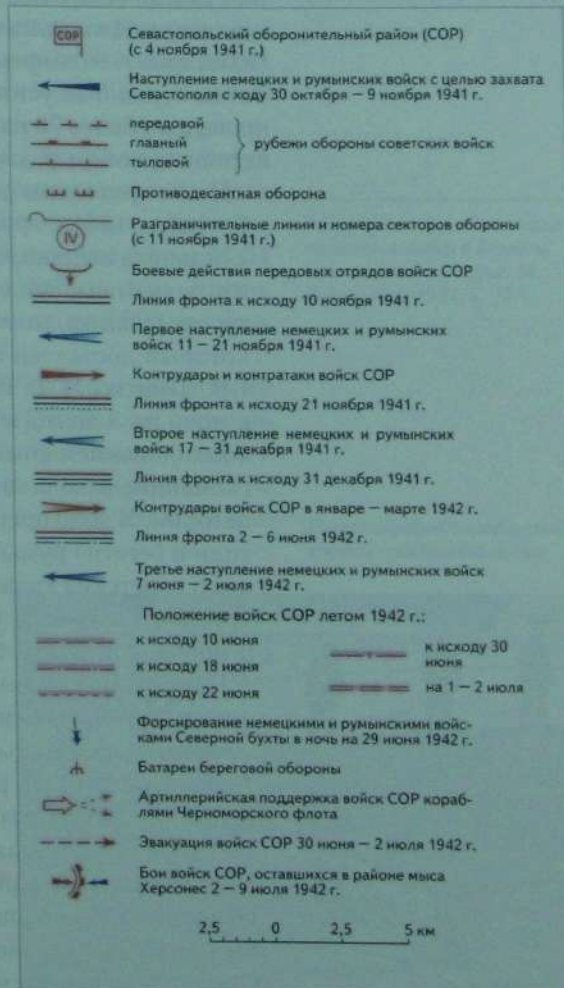 СОР
Севастопольский оборонительный район (СОР)
(с 4 ноября 1941 г.)
Наступление немецких и румынских войск с целью захвата
Севастополя с ходу 30 октября – 9 ноября 1941 г.
передовой
главный
тыловой
рубежи обороны советских войск
Противодесантная оборона
IV
Разграничительные линии и номера секторов обороны
(с 11 ноября 1941 г.)
Боевые действия передовых отрядов войск СОР
Линия фронта к исходу 10 ноября 1941 г.
Первое наступление немецких и румынских
войск 11 – 21 ноября 1941 г.
Контрудары и контратаки войск СОР
Линия фронта к исходу 21 ноября 1941 г.
Второе наступление немецких и румынских
войск 17 – 31 декабря 1941 г.
Линия фронта к исходу 31 декабря 1941 г.
Контрудары войск СОР в январе – марте 1942 г.
Линия фронта 2 – 6 июня 1942 г.
Третье наступление немецких и румынских войск
7 июня – 2 июля 1942 г.
Положение войск СОР летом 1942 г.:
к исходу 10 июня
к исходу 18 июня
к исходу 22 июня
к исходу 30
июня
на 1 – 2 июля
Форсирование немецкими и румынскими войс-
ками Северной бухты в ночь на 29 июня 1942 г.
Батареи береговой обороны
Артиллерийская поддержка войск СОР кораб-
лями Черноморского флота
Эвакуация войск СОР 30 июня – 2 июля 1942 г.
Бои войск СОР, оставшихся в районе мыса
Херсонес 2 – 9 июля 1942 г.
2,5 0 2,5 5 км